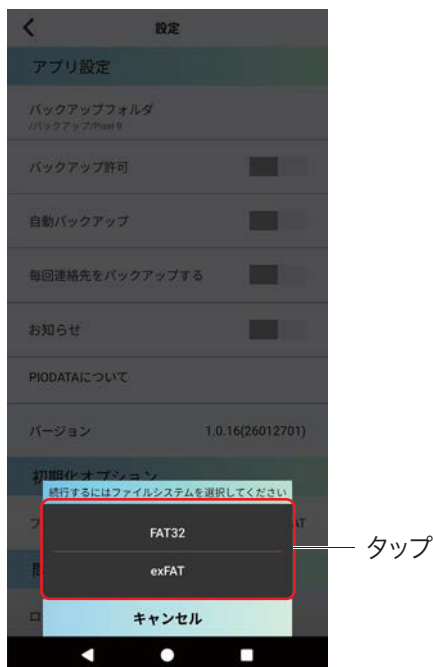 設定
アプリ設定
バックアップフォルダ
/バックアップ/Pixel 9
バックアップ許可
自動バックアップ
毎回連絡先をバックアップする
お知らせ
PIODATAについて
バージョン 1.0.16(26012701)
初期化オプション
続行するにはファイルシステムを選択してください
フ AT
FAT32
タップ
exFAT
ロ
キャンセル